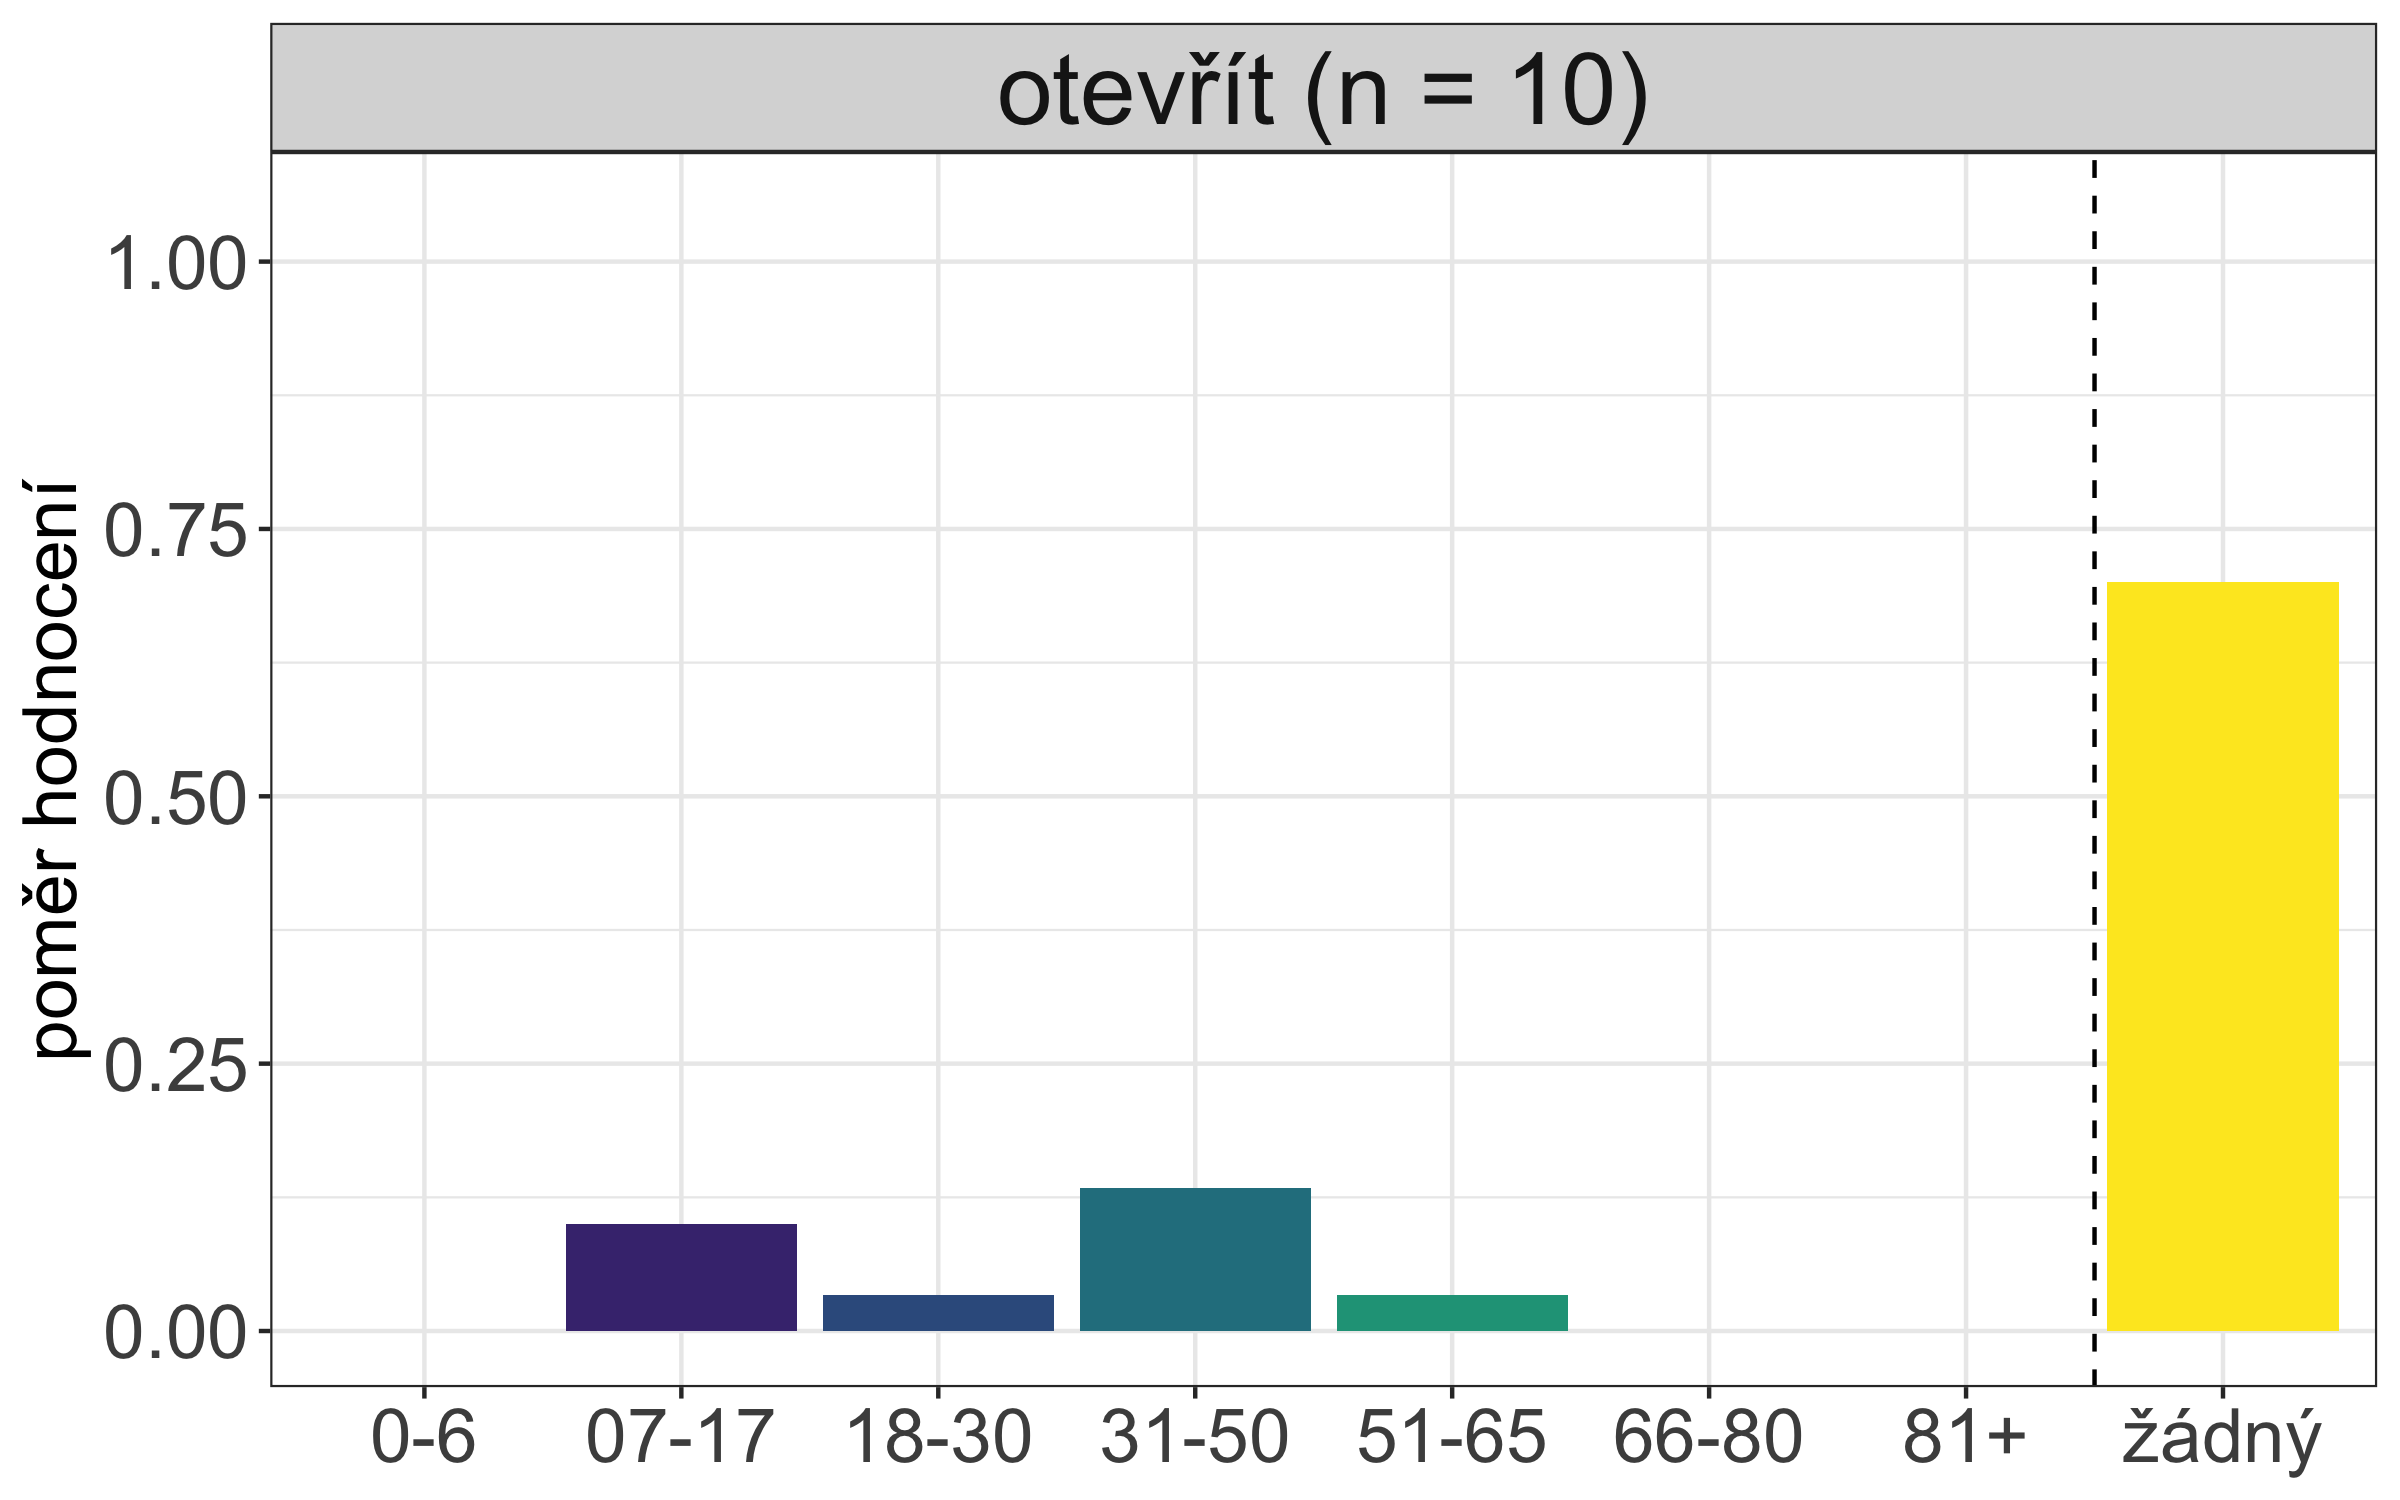 otevřít (n = 10)
poměr hodnocení
1.00
0.75
0.50
0.25
0.00
0-6 07-17 18-30 31-50 51-65 66-80 81+ žádný